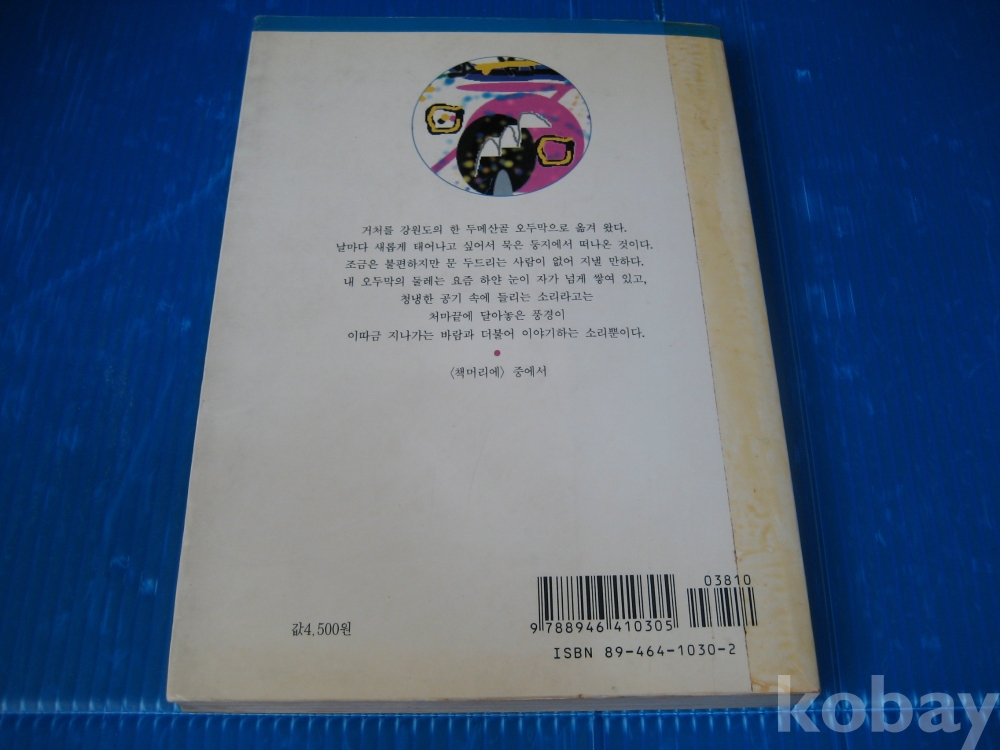 거처를 강원도의 한 두메산골 오두막으로 옮겨 왔다.
날마다 새롭게 태어나고 싶어서 묵은 둥지에서 떠나온 것이다.
조금은 불편하지만 문 두드리는 사람이 없어 지낼 만하다.
내 오두막의 둘레는 요즘 하얀 눈이 자가 넘게 쌓여 있고,
청냉한 공기 속에 들리는 소리라고는
처마끝에 달아놓은 풍경이
이따금 지나가는 바람과 더불어 이야기하는 소리뿐이다.
〈책머리에〉 중에서
03810
9 788946 410305
값4,500원
ISBN 89-464-1030-2
kobay